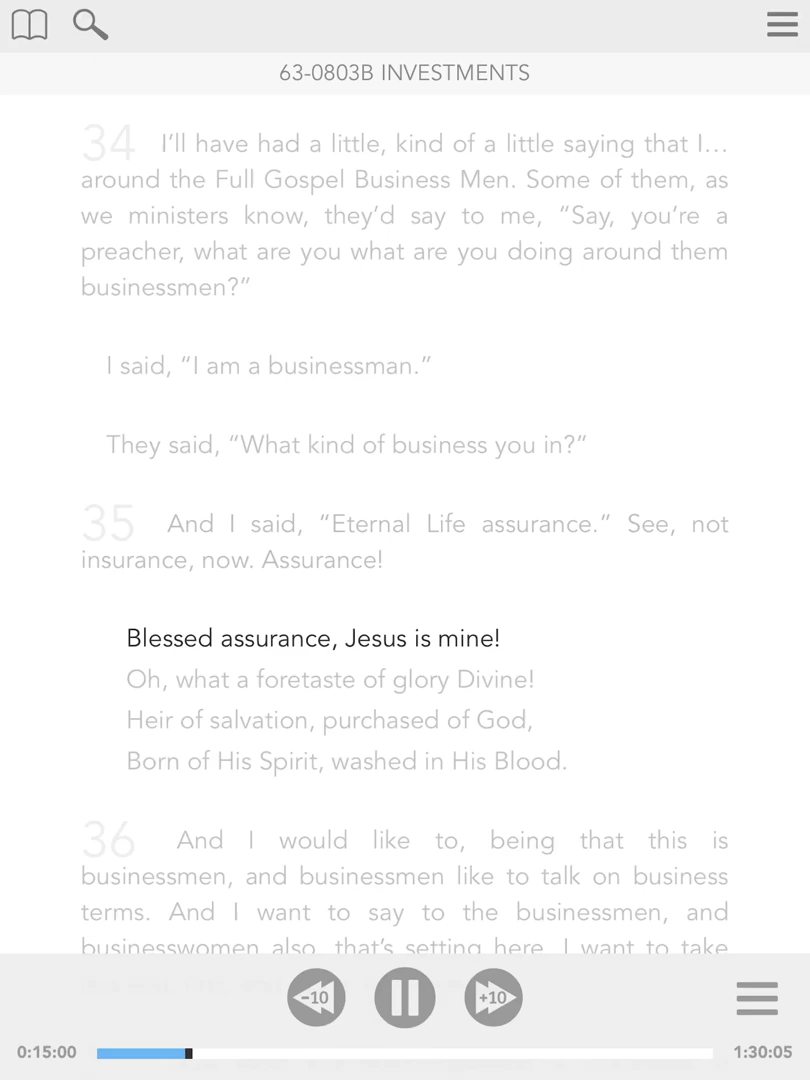 63-0803B INVESTMENTS
34 I’ll have had a little, kind of a little saying that I…
around the Full Gospel Business Men. Some of them, as
we ministers know, they’d say to me, “Say, you’re a
preacher, what are you what are you doing around them
businessmen?”
I said, “I am a businessman.”
They said, “What kind of business you in?”
35 And I said, “Eternal Life assurance.” See, not
insurance, now. Assurance!
Blessed assurance, Jesus is mine!
Oh, what a foretaste of glory Divine!
Heir of salvation, purchased of God,
Born of His Spirit, washed in His Blood.
36 And I would like to, being that this is
businessmen, and businessmen like to talk on business
terms. And I want to say to the businessmen, and
businesswomen also, that’s setting here, I want to take
-10 +10
0:15:00 1:30:05